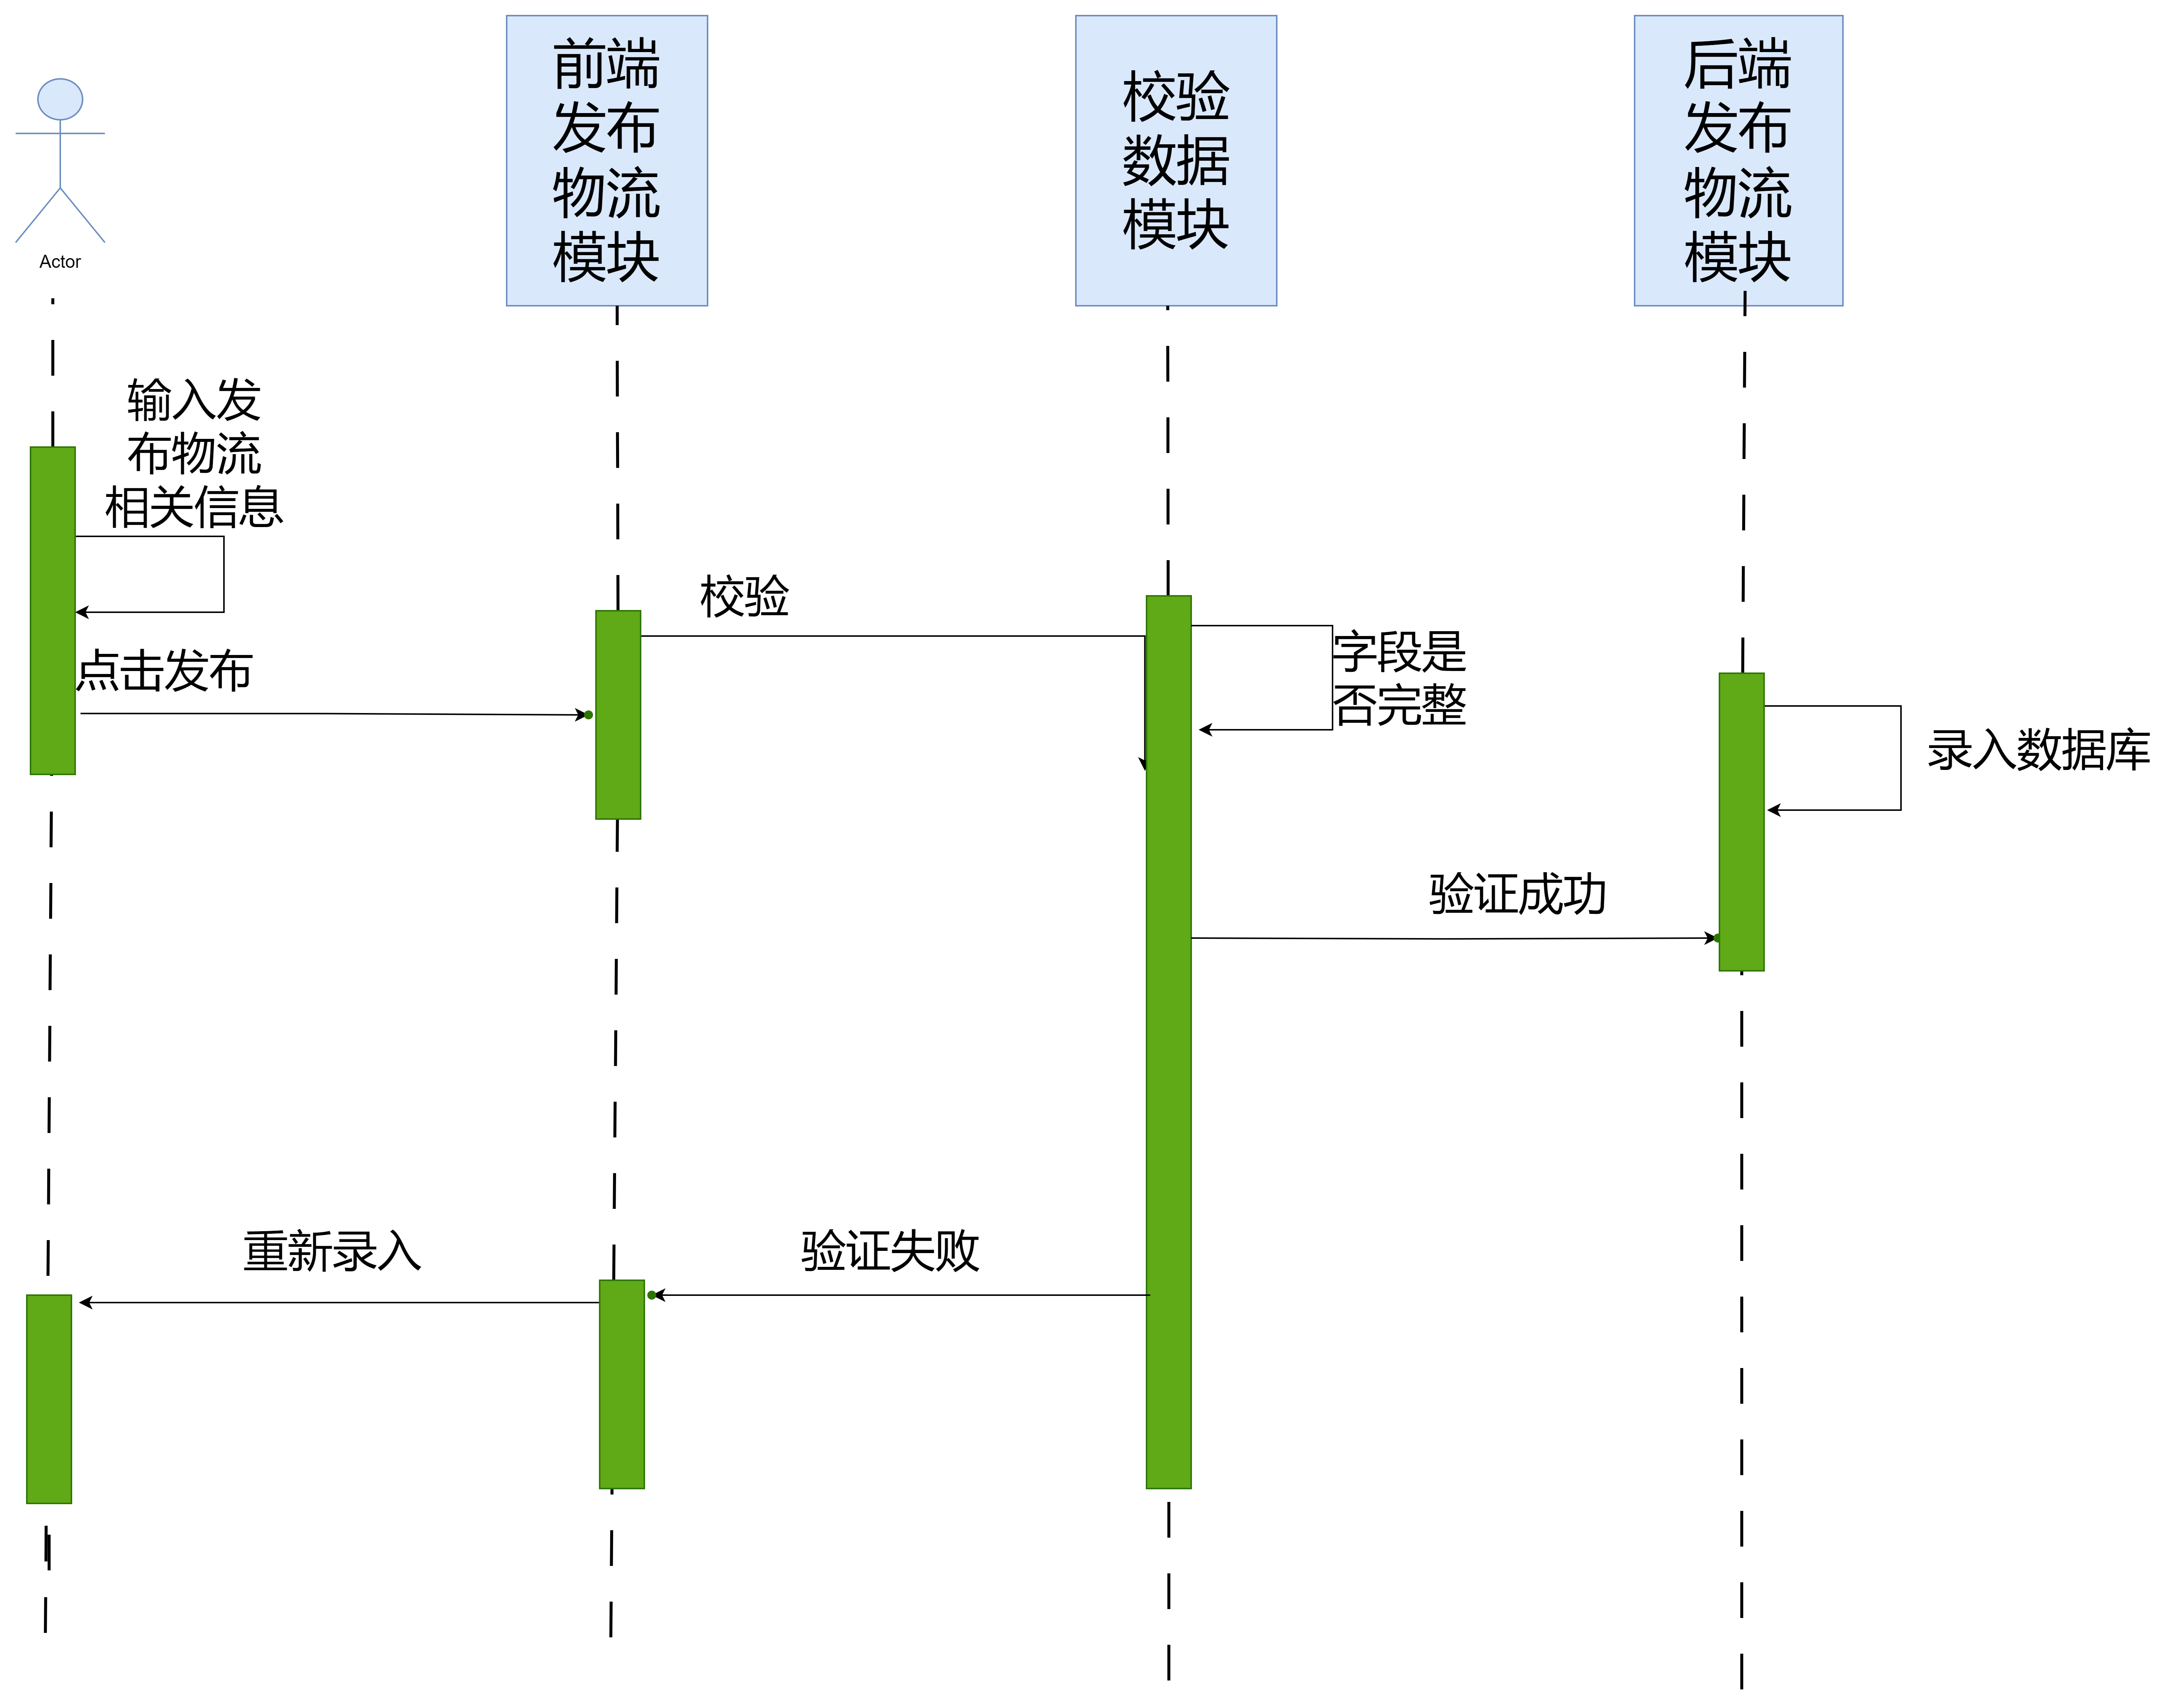 前端
发布
物流
模块
校验
数据
模块
后端
发布
物流
模块
Actor
输入发
布物流
相关信息
校验
字段是
否完整
点击发布
录入数据库
验证成功
重新录入
验证失败